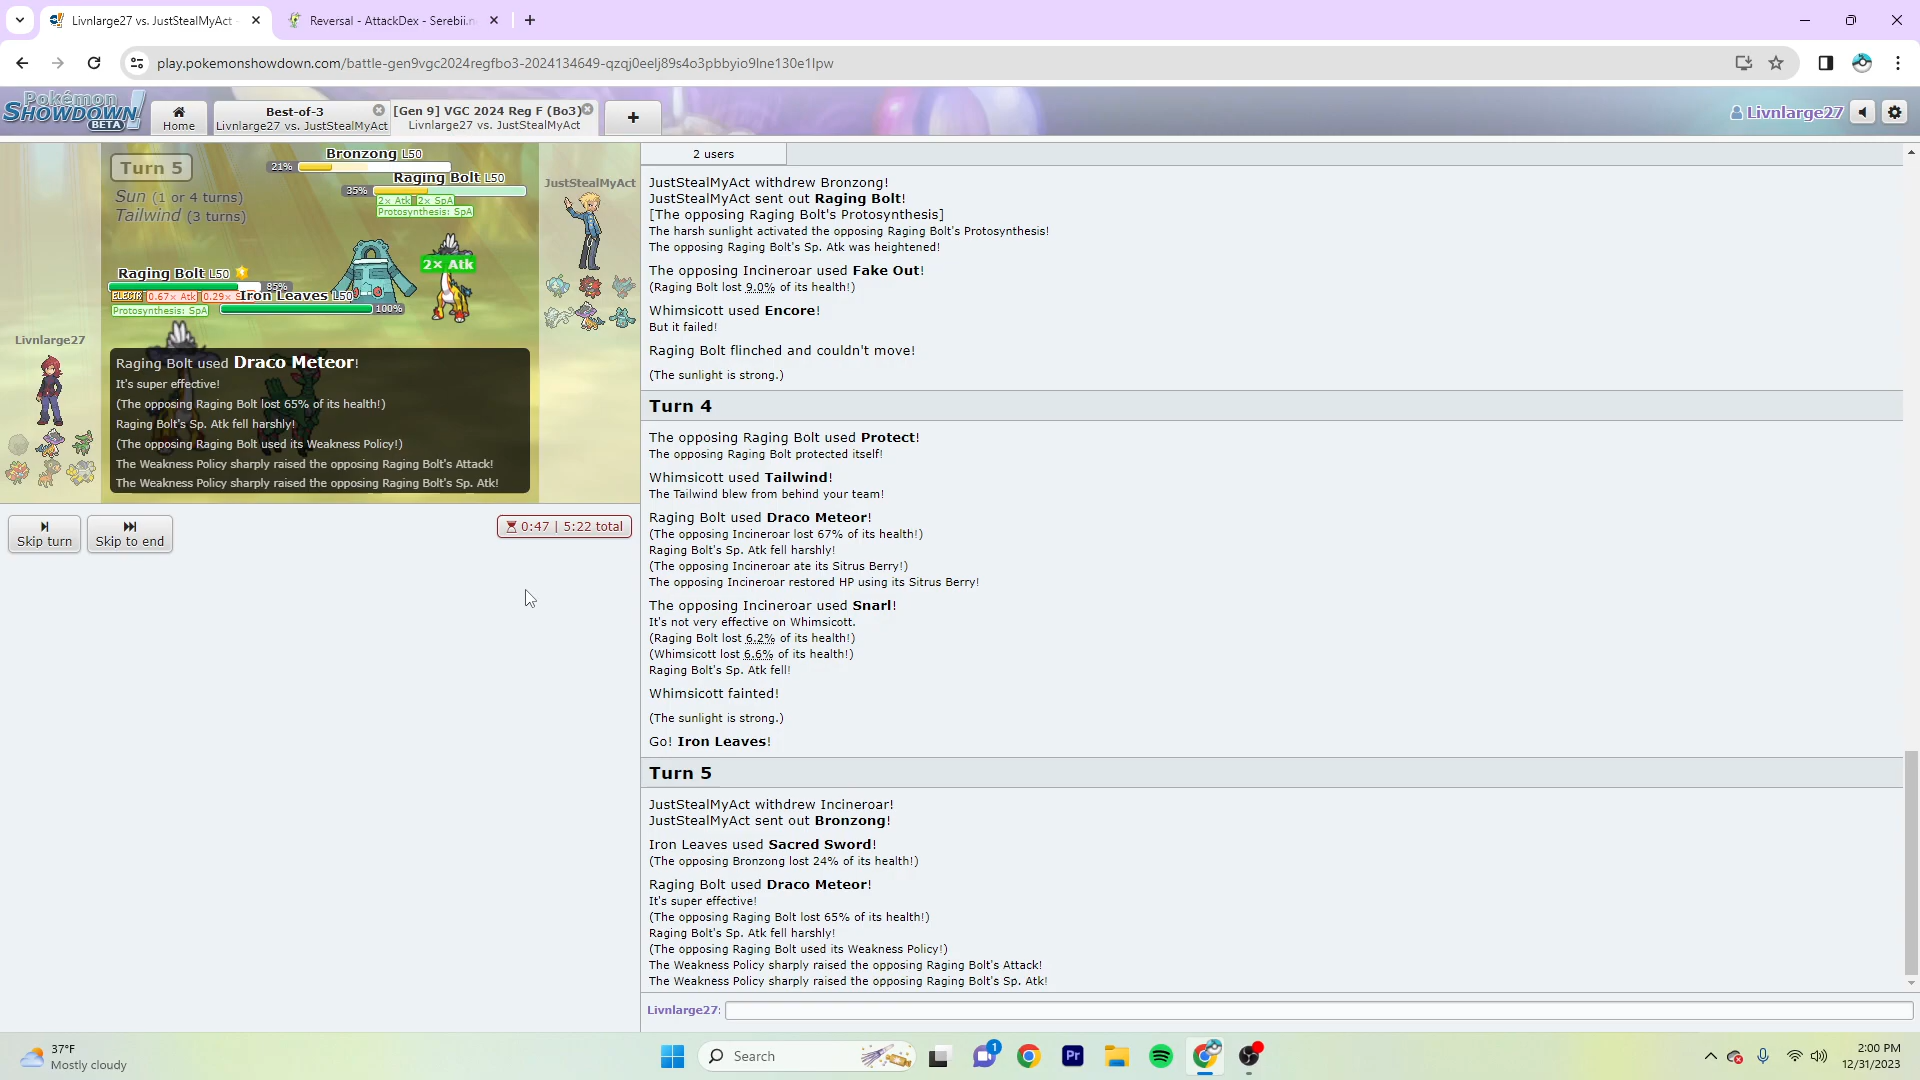 Livnlarge27 vs. JustStealMyAct -
Reversal - AttackDex - Serebii.n
play.pokemonshowdown.com/battle-gen9vgc2024regfbo3-2024134649-qzqj0eelj89s4o3pbbyio9lne130e1lpw
Pokémon
SHOWDOWN!
BETA
Home
Best-of-3
Livnlarge27 vs. JustStealMyAct
[Gen 9] VGC 2024 Reg F (Bo3)
Livnlarge27 vs. JustStealMyAct
+
Livnlarge27
Turn 5
Sun (1 or 4 turns)
Tailwind (3 turns)
Bronzong L50
21%
Raging Bolt L50
35%
2× Atk 2× SpA
Protosynthesis: SpA
JustStealMyAct
2× Atk
Raging Bolt L50
85%
0.67× Atk 0.29×
Protosynthesis: SpA
Iron Leaves L50
100%
Livnlarge27
Raging Bolt used Draco Meteor!
It's super effective!
(The opposing Raging Bolt lost 65% of its health!)
Raging Bolt's Sp. Atk fell harshly!
(The opposing Raging Bolt used its Weakness Policy!)
The Weakness Policy sharply raised the opposing Raging Bolt's Attack!
The Weakness Policy sharply raised the opposing Raging Bolt's Sp. Atk!
Skip turn
Skip to end
0:47 | 5:22 total
2 users
JustStealMyAct withdrew Bronzong!
JustStealMyAct sent out Raging Bolt!
[The opposing Raging Bolt's Protosynthesis]
The harsh sunlight activated the opposing Raging Bolt's Protosynthesis!
The opposing Raging Bolt's Sp. Atk was heightened!
The opposing Incineroar used Fake Out!
(Raging Bolt lost 9.0% of its health!)
Whimsicott used Encore!
But it failed!
Raging Bolt flinched and couldn't move!
(The sunlight is strong.)
Turn 4
The opposing Raging Bolt used Protect!
The opposing Raging Bolt protected itself!
Whimsicott used Tailwind!
The Tailwind blew from behind your team!
Raging Bolt used Draco Meteor!
(The opposing Incineroar lost 67% of its health!)
Raging Bolt's Sp. Atk fell harshly!
(The opposing Incineroar ate its Sitrus Berry!)
The opposing Incineroar restored HP using its Sitrus Berry!
The opposing Incineroar used Snarl!
It's not very effective on Whimsicott.
(Raging Bolt lost 6.2% of its health!)
(Whimsicott lost 6.6% of its health!)
Raging Bolt's Sp. Atk fell!
Whimsicott fainted!
(The sunlight is strong.)
Go! Iron Leaves!
Turn 5
JustStealMyAct withdrew Incineroar!
JustStealMyAct sent out Bronzong!
Iron Leaves used Sacred Sword!
(The opposing Bronzong lost 24% of its health!)
Raging Bolt used Draco Meteor!
It's super effective!
(The opposing Raging Bolt lost 65% of its health!)
Raging Bolt's Sp. Atk fell harshly!
(The opposing Raging Bolt used its Weakness Policy!)
The Weakness Policy sharply raised the opposing Raging Bolt's Attack!
The Weakness Policy sharply raised the opposing Raging Bolt's Sp. Atk!
Livnlarge27:
37°F
Mostly cloudy
Search
1
Pr
2:00 PM
12/31/2023